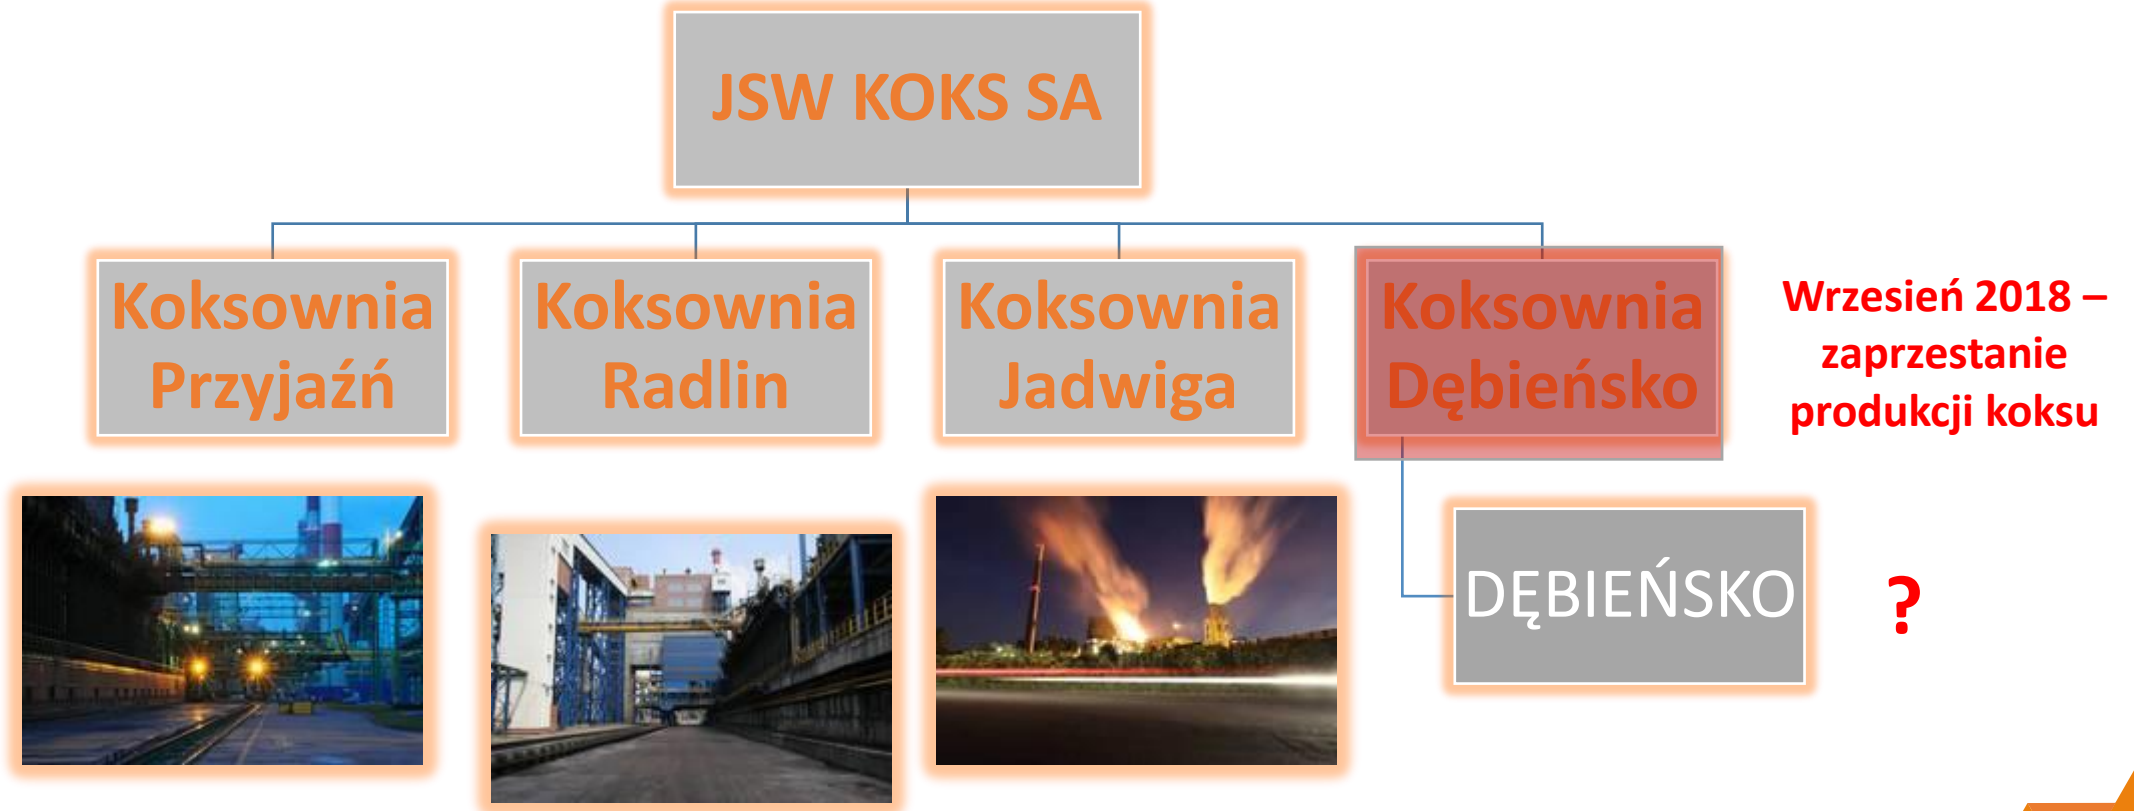 JSW KOKS SA
Koksownia
Przyjaźń
Koksownia
Radlin
Koksownia
Jadwiga
Koksownia
Dębieńsko
Wrzesień 2018 –
zaprzestanie
produkcji koksu
DĘBIEŃSKO
?